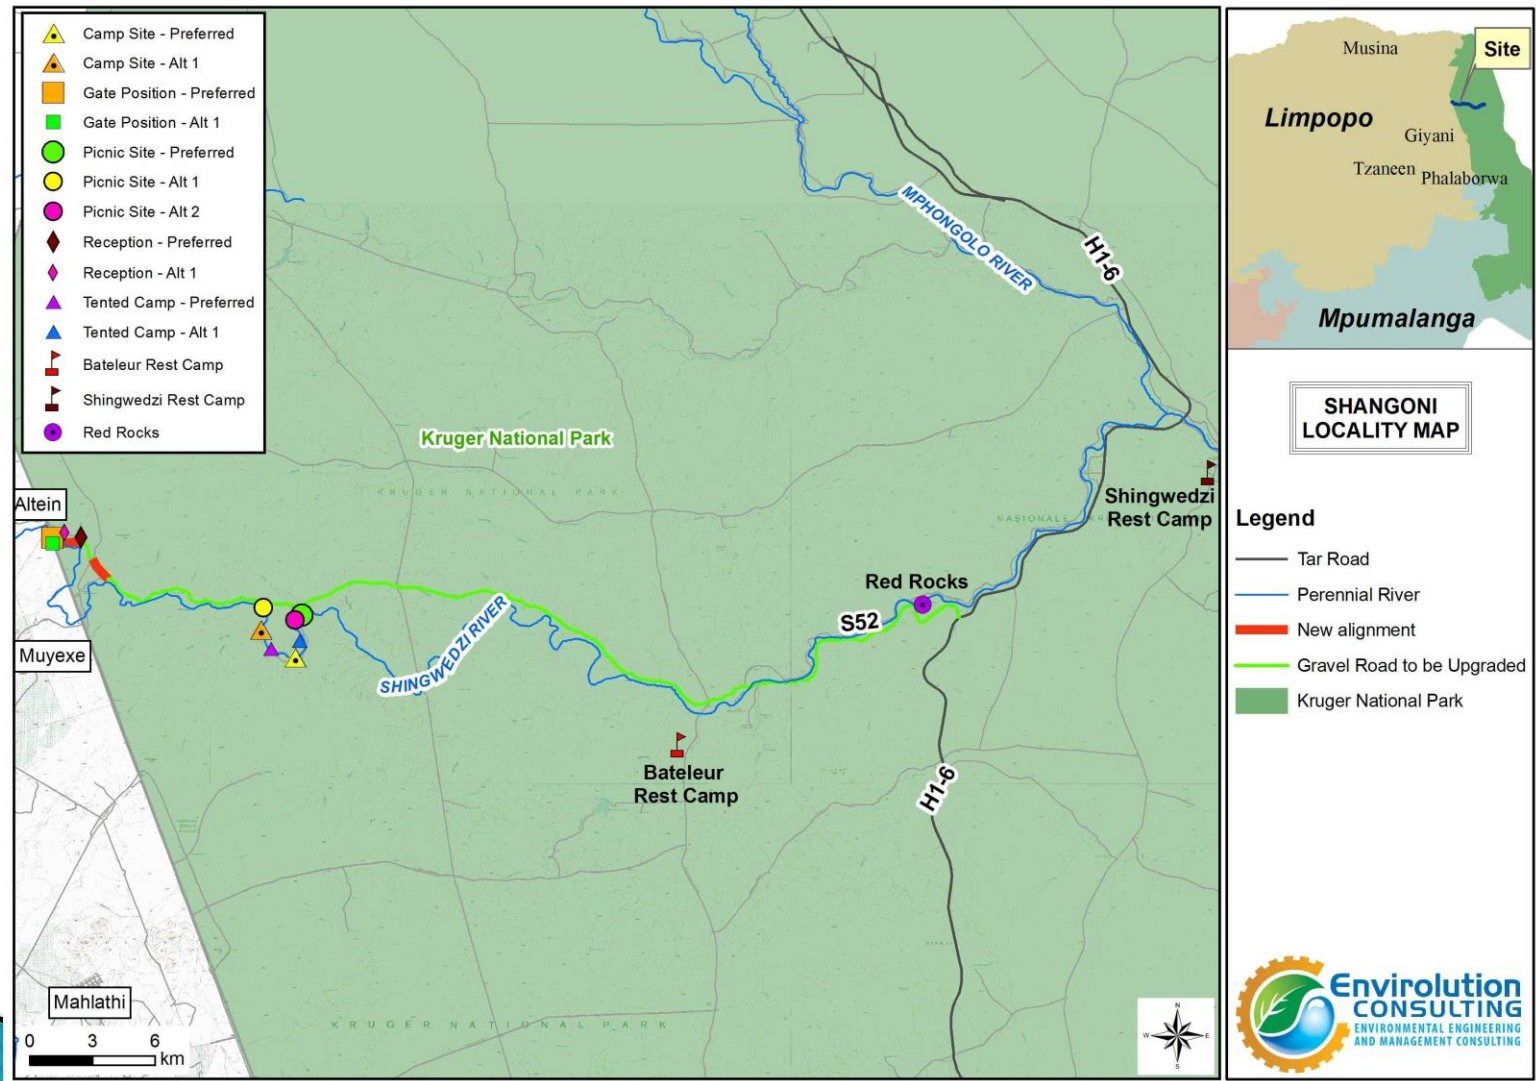 Camp Site - Preferred
Camp Site - Alt 1
Gate Position - Preferred
Gate Position - Alt 1
Picnic Site - Preferred
Picnic Site - Alt 1
Picnic Site - Alt 2
Reception - Preferred
Reception - Alt 1
Tented Camp - Preferred
Tented Camp - Alt 1
Bateleur Rest Camp
Shingwedzi Rest Camp
Red Rocks
MPHONGOLO RIVER
H1-6
Kruger National Park
KRUGER NATIONAL PARK
Altein
Shingwedzi
Rest Camp
NASIONALE KR
Red Rocks
S52
Muyexe
SHINGWEDZI RIVER
Bateleur
Rest Camp
H1-6
Mahlathi
KRUGER NATIONAL PARK
0 3 6
km
N
W E
S
Musina
Site
Limpopo
Giyani
Tzaneen
Phalaborwa
Mpumalanga
SHANGONI
LOCALITY MAP
Legend
Tar Road
Perennial River
New alignment
Gravel Road to be Upgraded
Kruger National Park
Envirolution
CONSULTING
ENVIRONMENTAL ENGINEERING
AND MANAGEMENT CONSULTING